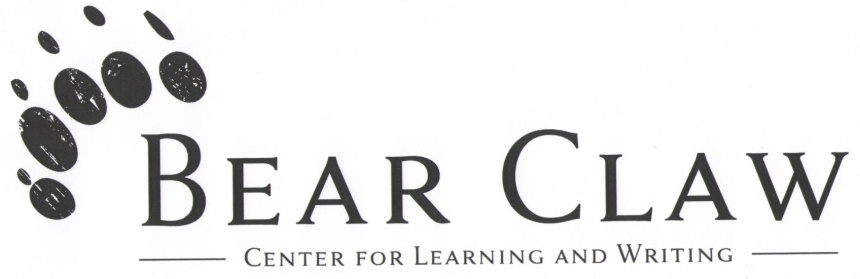 BEAR CLAW
CENTER FOR LEARNING AND WRITING